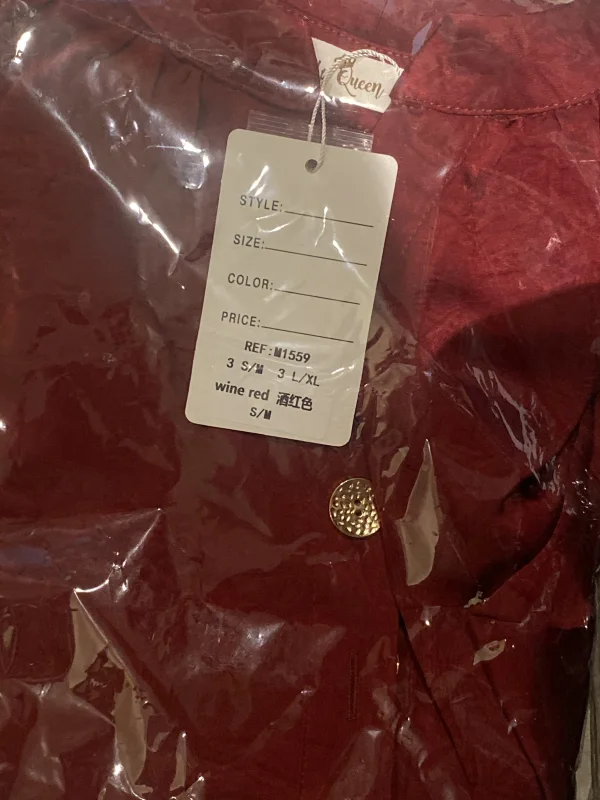 Queen
STYLE:
SIZE:
COLOR:
PRICE:
REF:M1559
3 S/M 3 L/XL
wine red 酒红色
S/M